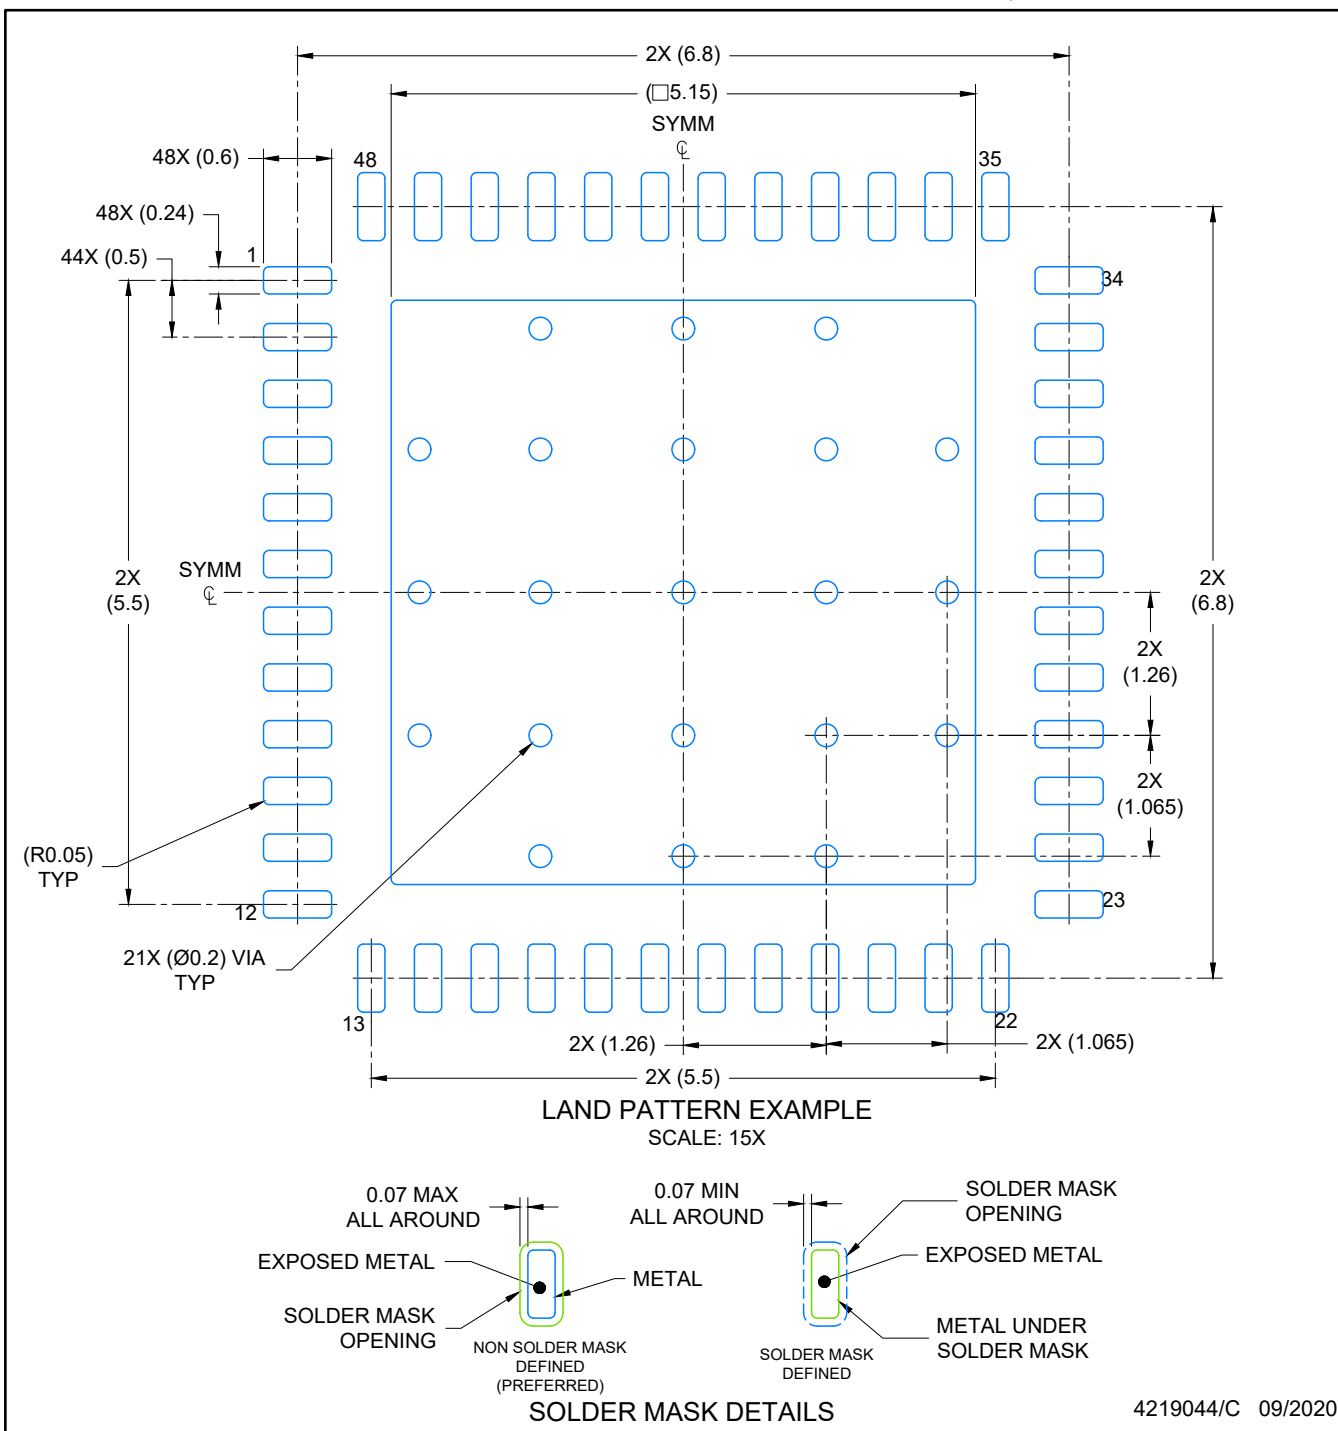 2X (6.8)
(□5.15)
SYMM
℄
48X (0.6)
48
35
48X (0.24)
44X (0.5)
1
34
SYMM
℄
2X
(5.5)
2X
(6.8)
2X
(1.26)
2X
(1.065)
(R0.05)
TYP
12
23
21X (Ø0.2) VIA
TYP
13
22
2X (1.26)
2X (1.065)
2X (5.5)
LAND PATTERN EXAMPLE
SCALE: 15X
0.07 MAX
ALL AROUND
EXPOSED METAL
METAL
SOLDER MASK
OPENING
NON SOLDER MASK
DEFINED
(PREFERRED)
0.07 MIN
ALL AROUND
SOLDER MASK
OPENING
EXPOSED METAL
METAL UNDER
SOLDER MASK
SOLDER MASK
DEFINED
SOLDER MASK DETAILS
4219044/C 09/2020